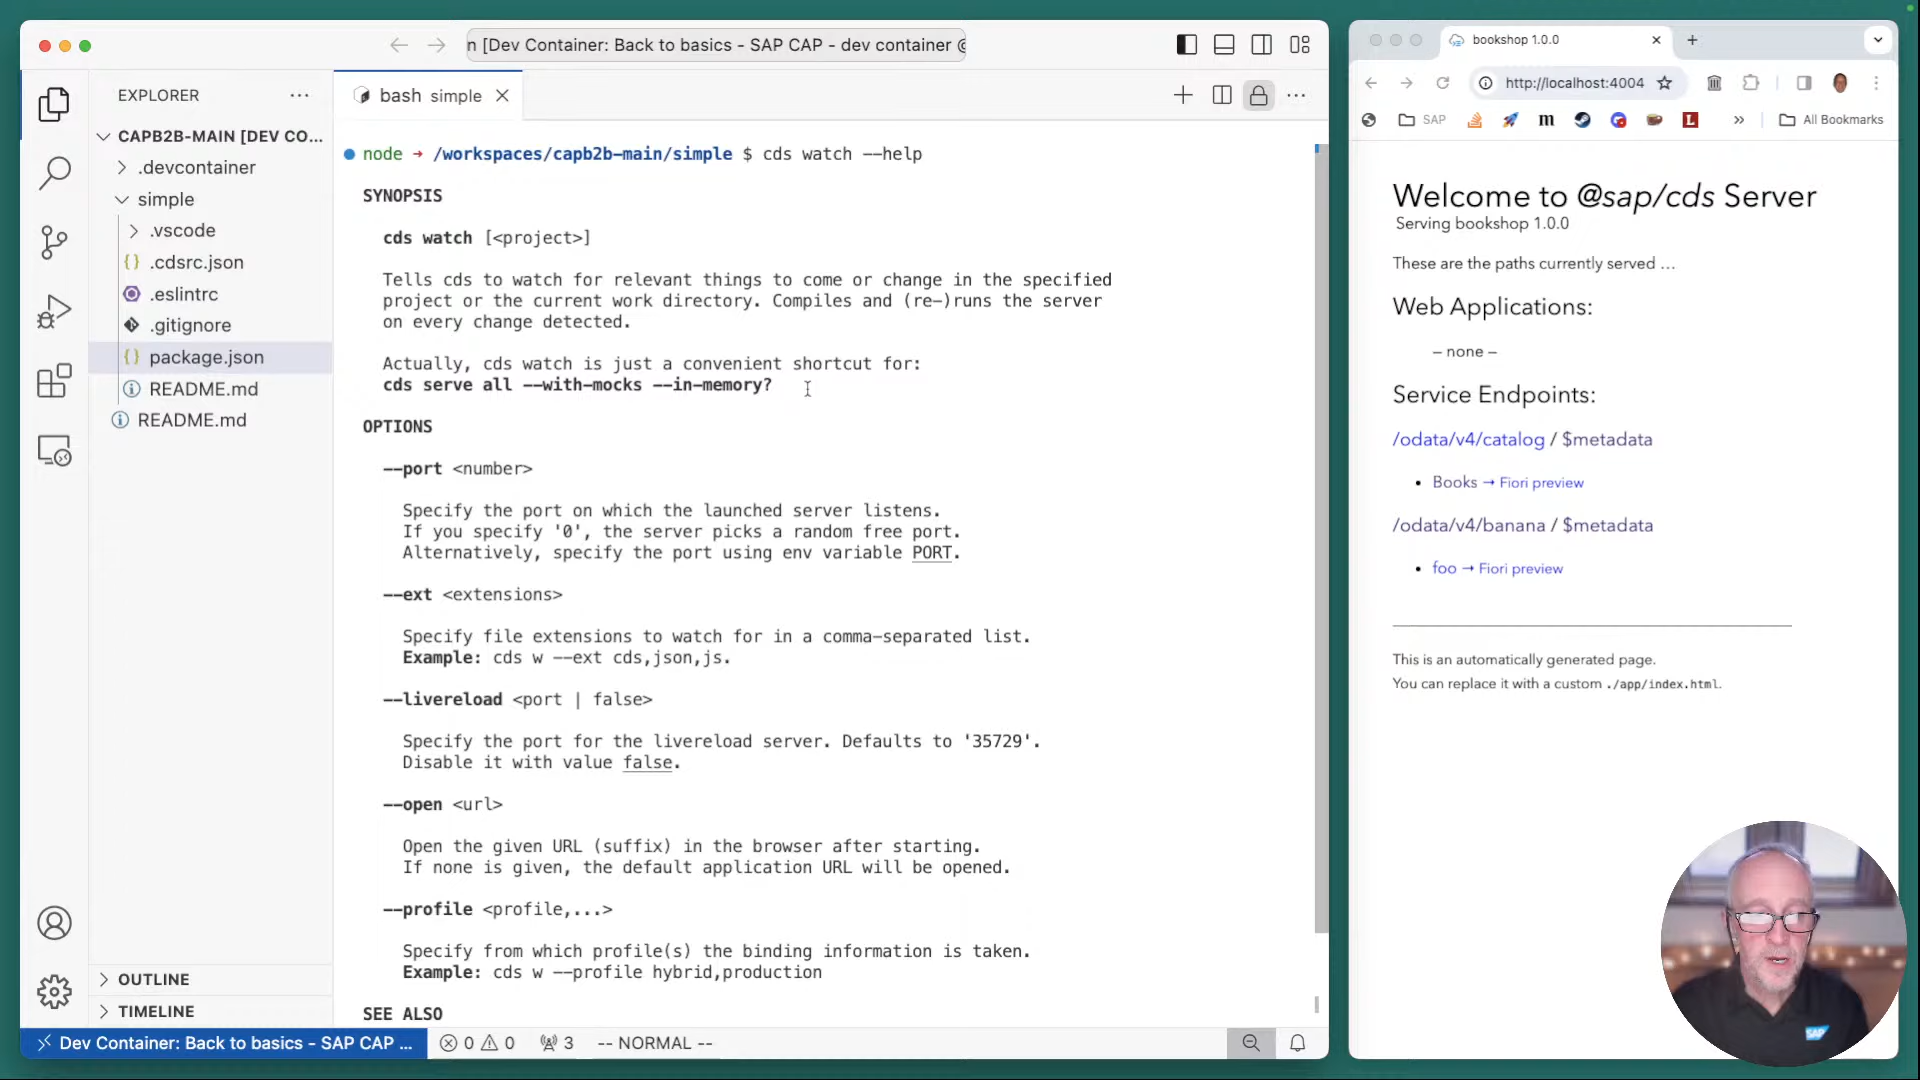 n [Dev Container: Back to basics - SAP CAP - dev container @
EXPLORER
CAPB2B-MAIN [DEV CO...
.devcontainer
simple
.vscode
.cdsrc.json
.eslintrc
.gitignore
package.json
README.md
README.md
OUTLINE
TIMELINE
bash simple
node → /workspaces/capb2b-main/simple $ cds watch --help
SYNOPSIS
cds watch [<project>]
Tells cds to watch for relevant things to come or change in the specified
project or the current work directory. Compiles and (re-)runs the server
on every change detected.
Actually, cds watch is just a convenient shortcut for:
cds serve all --with-mocks --in-memory?
OPTIONS
--port <number>
Specify the port on which the launched server listens.
If you specify '0', the server picks a random free port.
Alternatively, specify the port using env variable PORT.
--ext <extensions>
Specify file extensions to watch for in a comma-separated list.
Example: cds w --ext cds,json,js.
--livereload <port | false>
Specify the port for the livereload server. Defaults to '35729'.
Disable it with value false.
--open <url>
Open the given URL (suffix) in the browser after starting.
If none is given, the default application URL will be opened.
--profile <profile,...>
Specify from which profile(s) the binding information is taken.
Example: cds w --profile hybrid,production
SEE ALSO
Dev Container: Back to basics - SAP CAP ...
0 0
3
-- NORMAL --
bookshop 1.0.0
http://localhost:4004
SAP
m
L
»
All Bookmarks
Welcome to @sap/cds Server
Serving bookshop 1.0.0
These are the paths currently served …
Web Applications:
– none –
Service Endpoints:
/odata/v4/catalog / $metadata
• Books → Fiori preview
/odata/v4/banana / $metadata
• foo → Fiori preview
This is an automatically generated page.
You can replace it with a custom ./app/index.html.
SAP